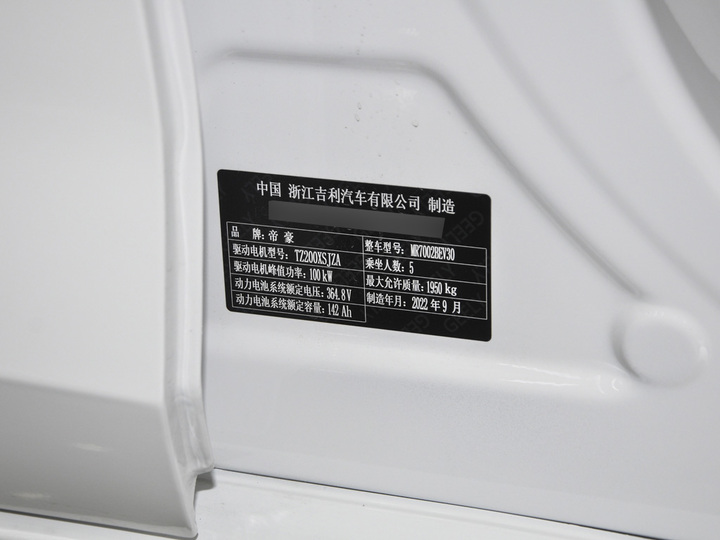 中国 浙江吉利汽车有限公司 制造
品 牌: 帝豪
整车型号: MR7002BEV30
驱动电机型号: TZ200XSJZA
乘坐人数: 5
驱动电机峰值功率: 100 kW
最大允许质量: 1950 kg
动力电池系统额定电压: 364.8 V
制造年月: 2022 年 9 月
动力电池系统额定容量: 142 Ah